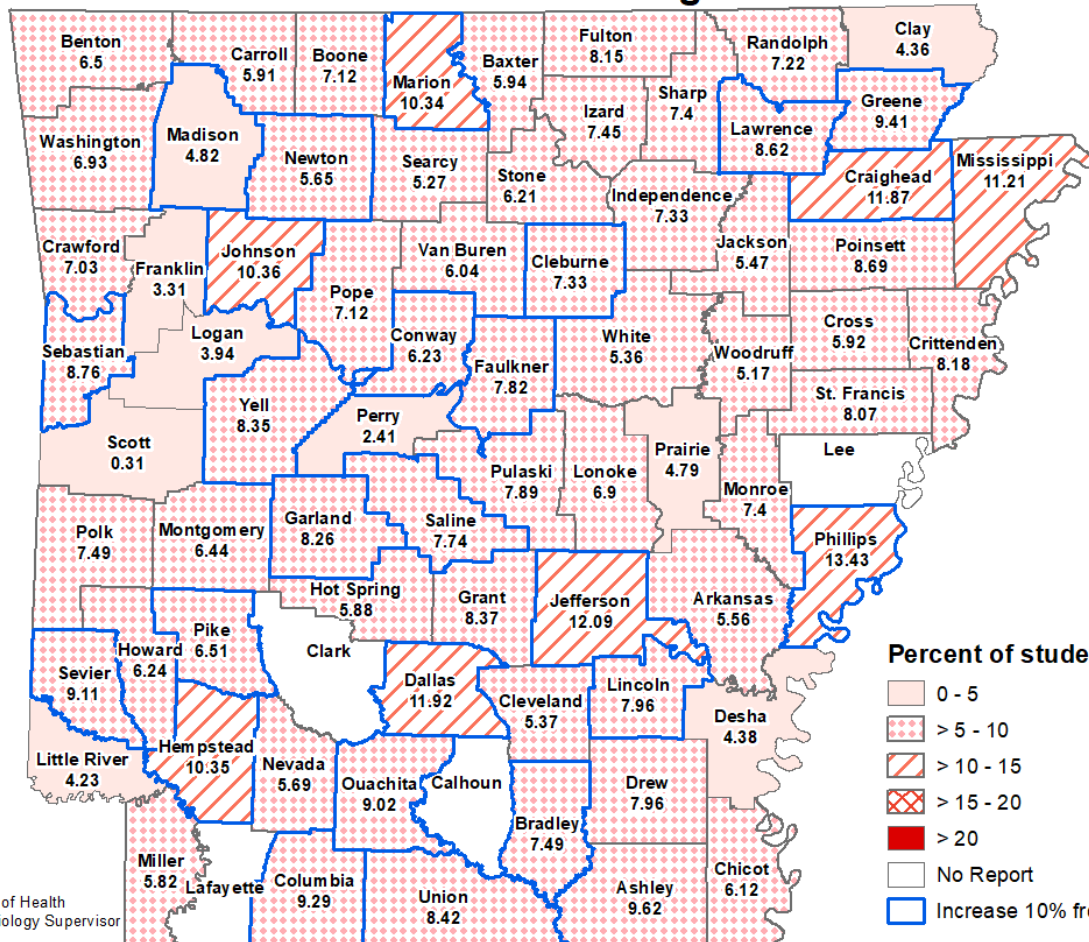 Benton
6.5
Carroll
5.91
Boone
7.12
Marion
10.34
Baxter
5.94
Fulton
8.15
Randolph
7.22
Clay
4.36
Washington
6.93
Madison
4.82
Newton
5.65
Searcy
5.27
Stone
6.21
Izard
7.45
Sharp
7.4
Lawrence
8.62
Greene
9.41
Independence
7.33
Craighead
11.87
Mississippi
11.21
Crawford
7.03
Franklin
3.31
Johnson
10.36
Pope
7.12
Van Buren
6.04
Cleburne
7.33
Jackson
5.47
Poinsett
8.69
Sebastian
8.76
Logan
3.94
Conway
6.23
Faulkner
7.82
White
5.36
Woodruff
5.17
Cross
5.92
Crittenden
8.18
Scott
0.31
Yell
8.35
Perry
2.41
St. Francis
8.07
Pulaski
7.89
Lonoke
6.9
Prairie
4.79
Lee
Monroe
7.4
Polk
7.49
Montgomery
6.44
Garland
8.26
Saline
7.74
Phillips
13.43
Hot Spring
5.88
Grant
8.37
Jefferson
12.09
Arkansas
5.56
Sevier
9.11
Howard
6.24
Pike
6.51
Clark
Dallas
11.92
Cleveland
5.37
Lincoln
7.96
Desha
4.38
Little River
4.23
Hempstead
10.35
Nevada
5.69
Ouachita
9.02
Calhoun
Bradley
7.49
Drew
7.96
Miller
5.82
Lafayette
Columbia
9.29
Union
8.42
Ashley
9.62
Chicot
6.12
Percent of stude
0 - 5
> 5 - 10
> 10 - 15
> 15 - 20
> 20
No Report
Increase 10% fr
of Health
iology Supervisor